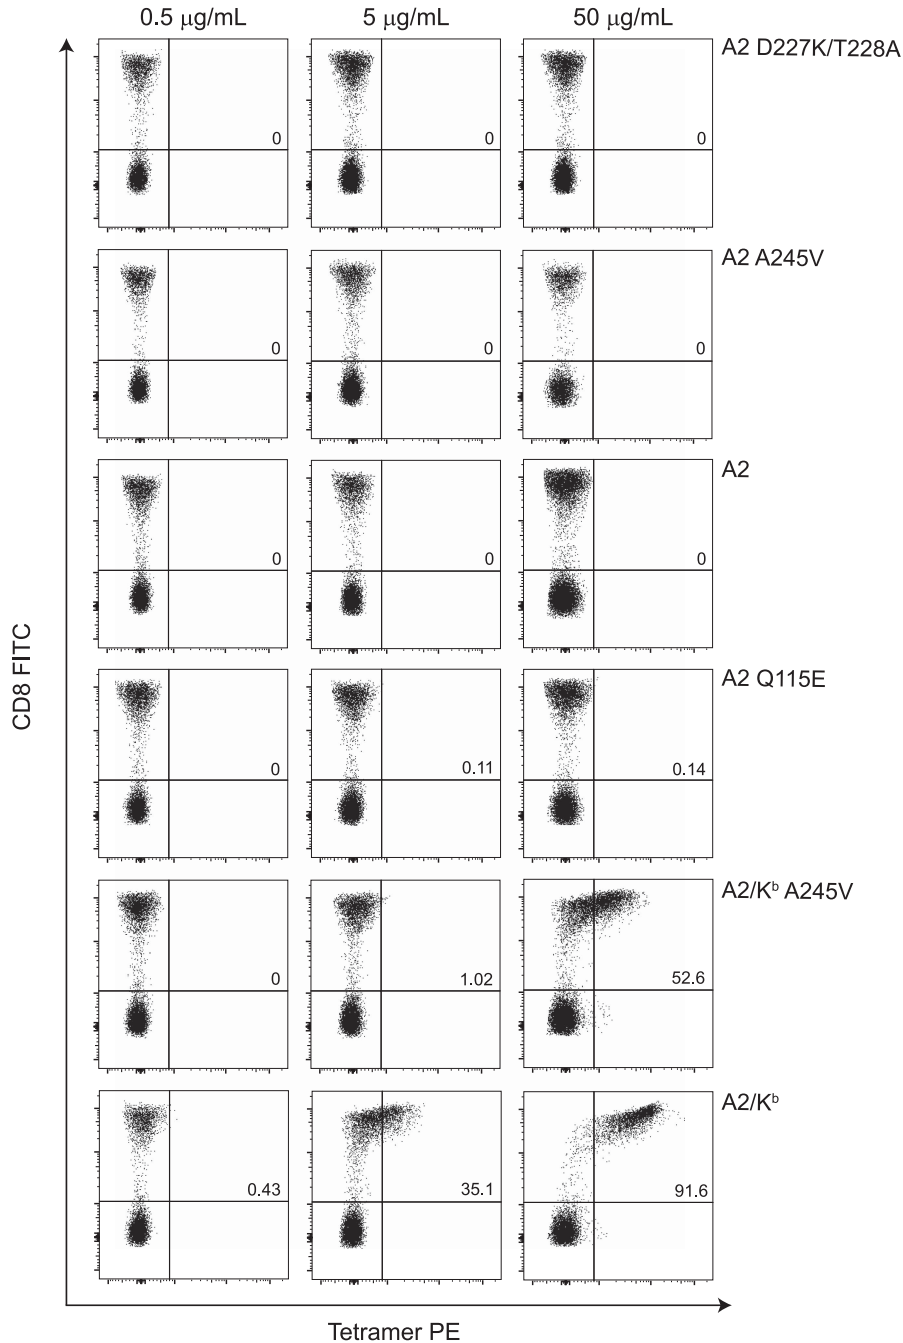 0.5 µg/mL 5 µg/mL 50 µg/mL
A2 D227K/T228A
0 0 0
A2 A245V
0 0 0
A2
0 0 0
A2 Q115E
0 0.11 0.14
A2/Kᵇ A245V
0 1.02 52.6
A2/Kᵇ
0.43 35.1 91.6
CD8 FITC
Tetramer PE